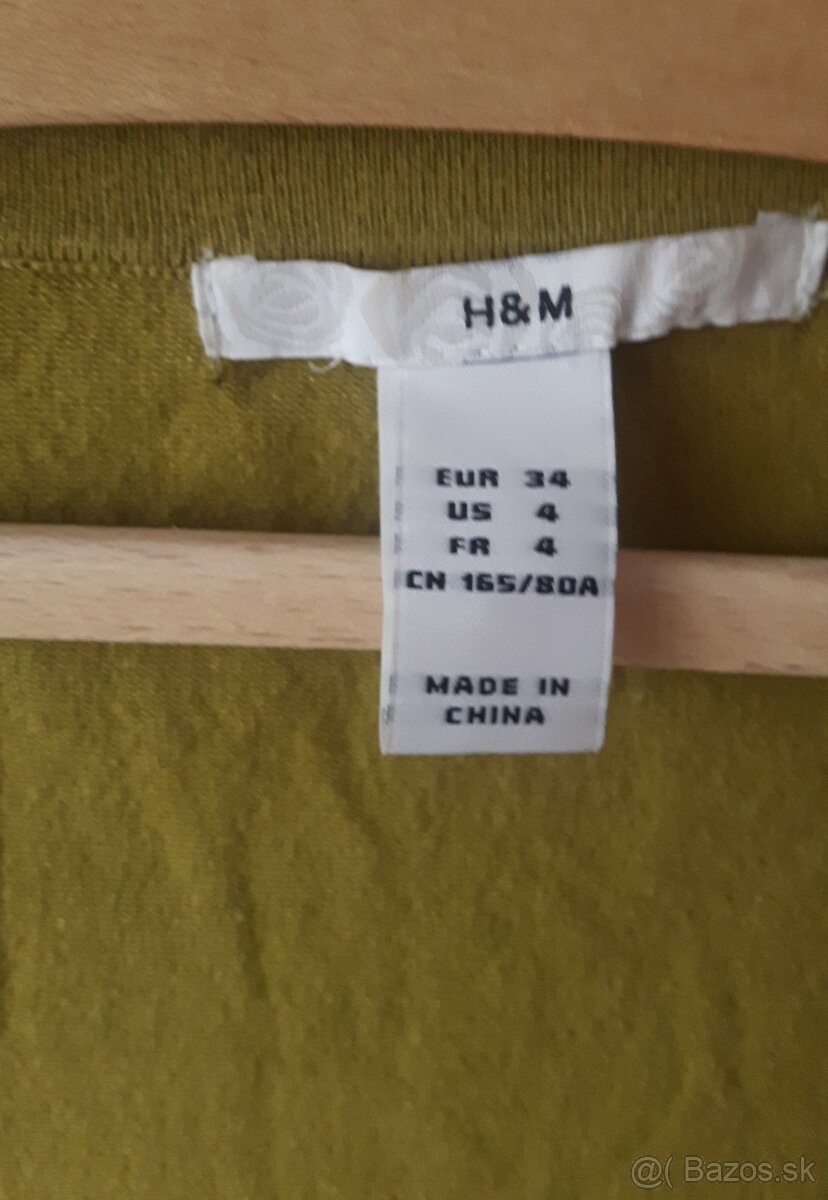 H&M
EUR 34
US 4
FR 4
CN 165/80A
MADE IN
CHINA
@( Bazos.sk